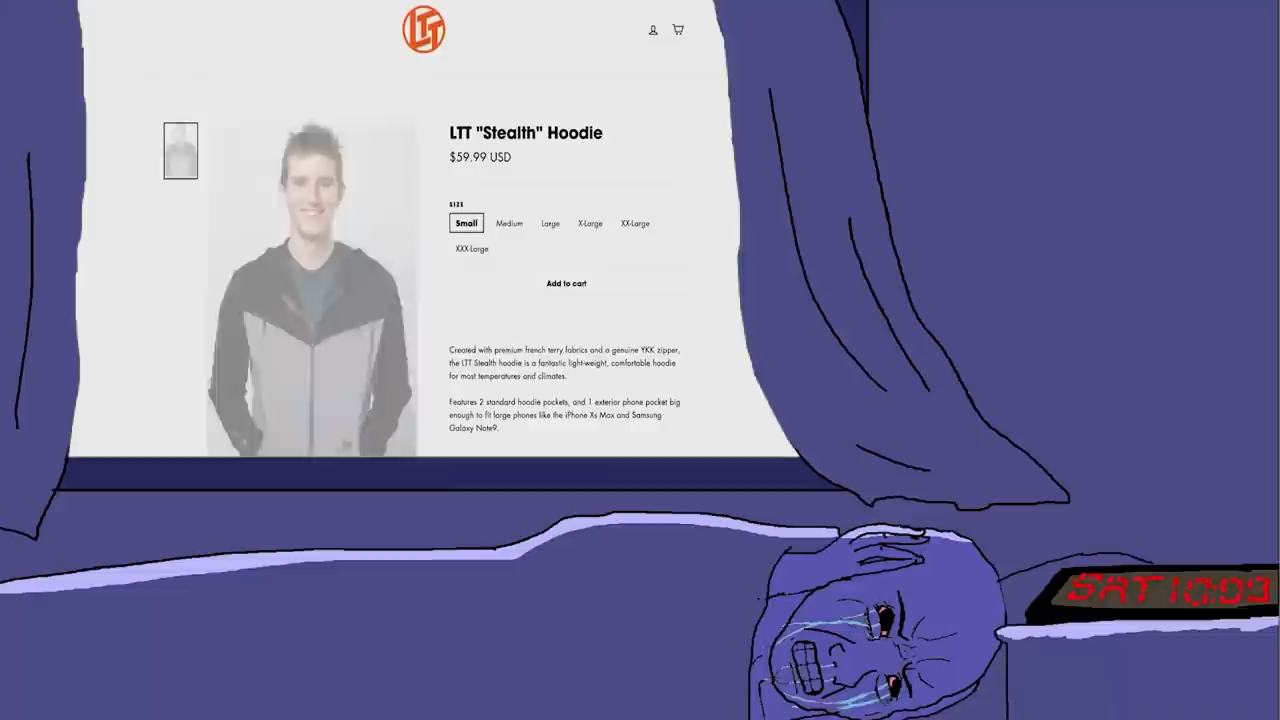 LTT
LTT "Stealth" Hoodie
$59.99 USD
SIZE
Small Medium Large X-Large XX-Large
XXX-Large
Add to cart
Created with premium french terry fabrics and a genuine YKK zipper,
the LTT Stealth hoodie is a fantastic light-weight, comfortable hoodie
for most temperatures and climates.
Features 2 standard hoodie pockets, and 1 exterior phone pocket big
enough to fit large phones like the iPhone Xs Max and Samsung
Galaxy Note9.
SAT 10:09